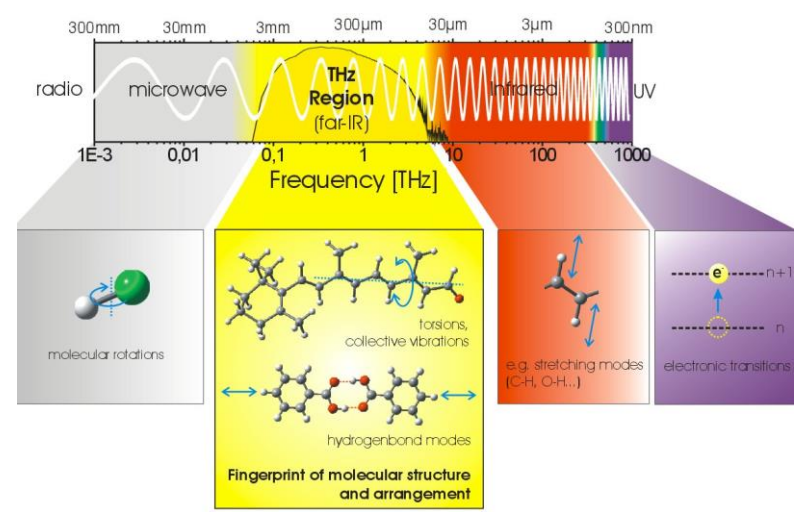 300mm 30mm 3mm 300µm 30µm 3µm 300nm
radio microwave THz Region (far-IR) Infrared UV
1E-3 0,01 0,1 1 10 100 1000
Frequency [THz]
molecular rotations
torsions,
collective vibrations
hydrogenbond modes
Fingerprint of molecular structure
and arrangement
e.g. stretching modes
(C-H, O-H...)
e⁻ n+1
n
electronic transitions